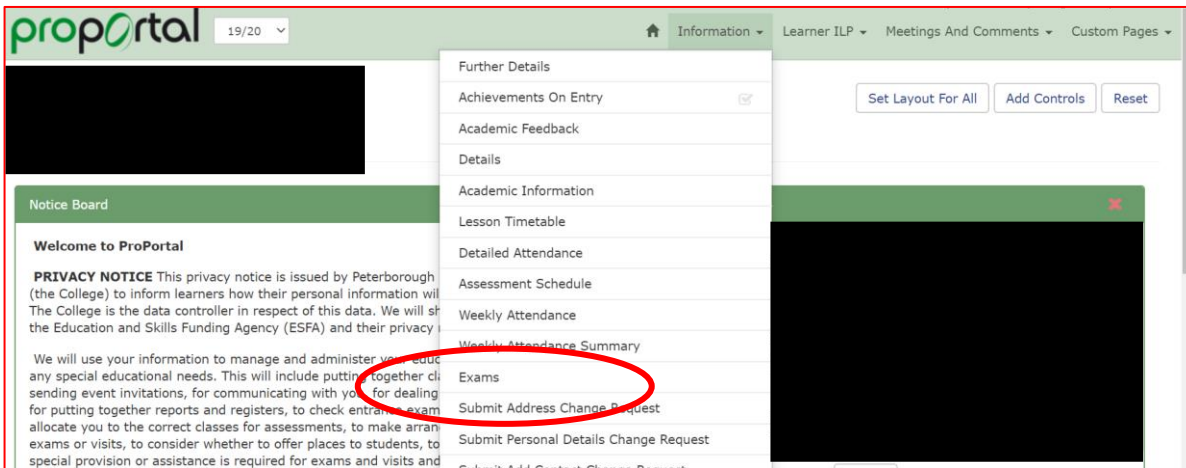 proportal 19/20 Information Learner ILP Meetings And Comments Custom Pages
Further Details
Achievements On Entry
Set Layout For All Add Controls Reset
Academic Feedback
Details
Academic Information
Lesson Timetable
Detailed Attendance
Assessment Schedule
Weekly Attendance
Weekly Attendance Summary
Exams
Submit Address Change Request
Submit Personal Details Change Request
Notice Board
Welcome to ProPortal
PRIVACY NOTICE This privacy notice is issued by Peterborough
(the College) to inform learners how their personal information
The College is the data controller in respect of this data. We will
the Education and Skills Funding Agency (ESFA) and their privacy
We will use your information to manage and administer your
any special educational needs. This will include putting together
sending event invitations, for communicating with you, for dealing
for putting together reports and registers, to check entrance exam
allocate you to the correct classes for assessments, to make
exams or visits, to consider whether to offer places to students, to
special provision or assistance is required for exams and visits and